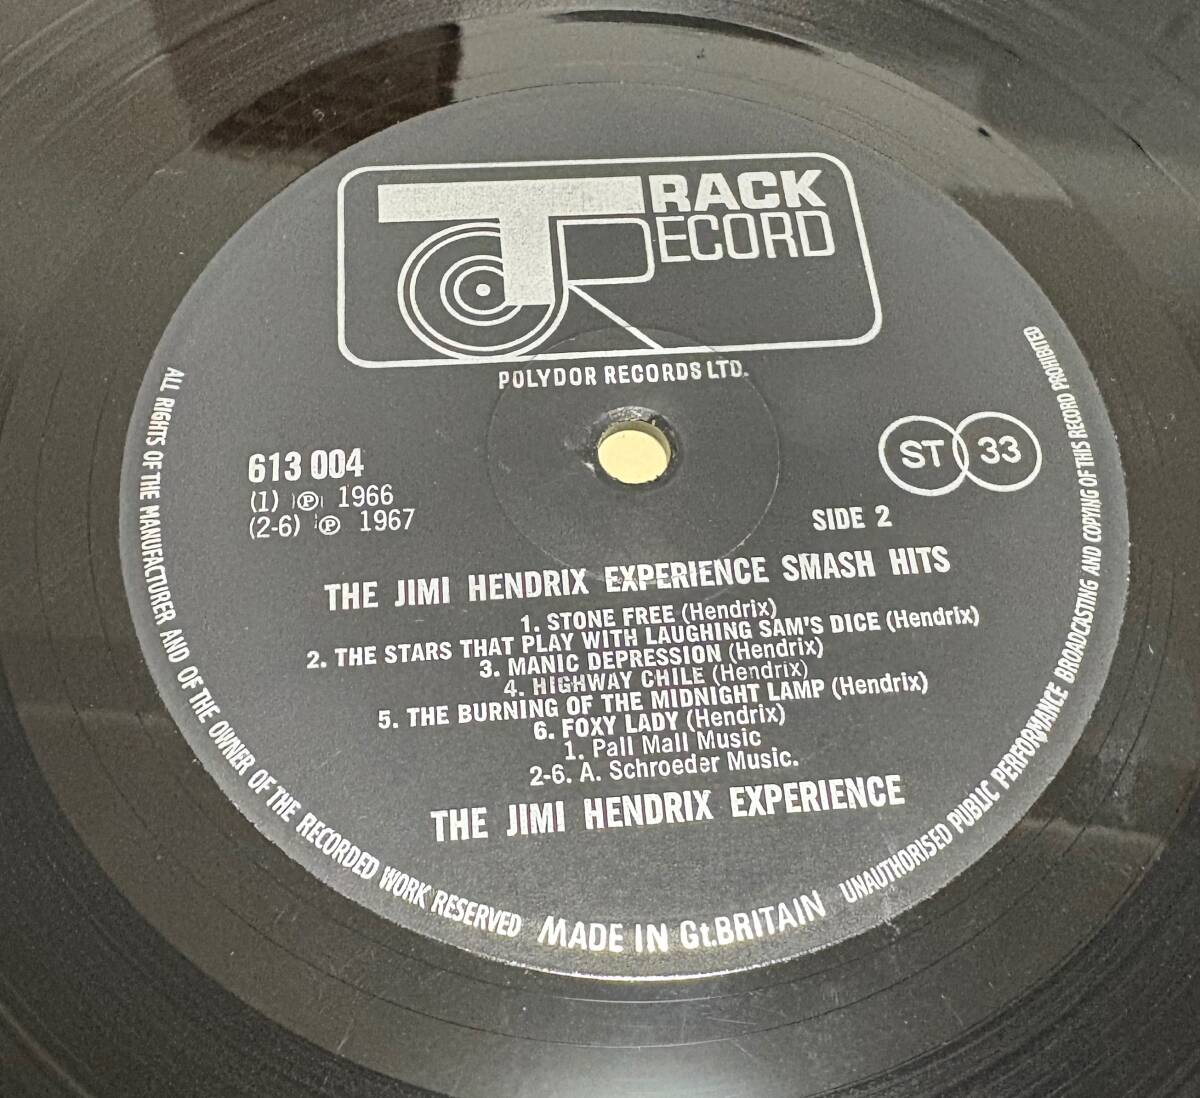 TRACK
RECORD
POLYDOR RECORDS LTD.
613 004
(1) ℗ 1966
(2-6) ℗ 1967
ST 33
SIDE 2
THE JIMI HENDRIX EXPERIENCE SMASH HITS
1. STONE FREE (Hendrix)
2. THE STARS THAT PLAY WITH LAUGHING SAM'S DICE (Hendrix)
3. MANIC DEPRESSION (Hendrix)
4. HIGHWAY CHILE (Hendrix)
5. THE BURNING OF THE MIDNIGHT LAMP (Hendrix)
6. FOXY LADY (Hendrix)
1. Pall Mall Music
2-6. A. Schroeder Music.
THE JIMI HENDRIX EXPERIENCE
ALL RIGHTS OF THE MANUFACTURER AND OF THE OWNER OF THE RECORDED WORK RESERVED
MADE IN Gt.BRITAIN
UNAUTHORISED PUBLIC PERFORMANCE BROADCASTING AND COPYING OF THIS RECORD PROHIBITED